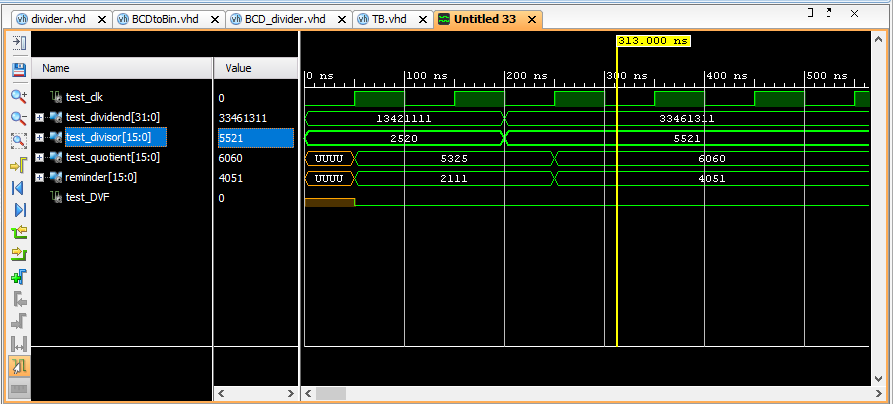 divider.vhd BCDtoBin.vhd BCD_divider.vhd TB.vhd Untitled 33
313.000 ns
Name Value
0 ns 100 ns 200 ns 300 ns 400 ns 500 ns
test_clk 0
test_dividend[31:0] 33461311 13421111 33461311
test_divisor[15:0] 5521 2520 5521
test_quotient[15:0] 6060 UUUU 5325 6060
reminder[15:0] 4051 UUUU 2111 4051
test_DVF 0